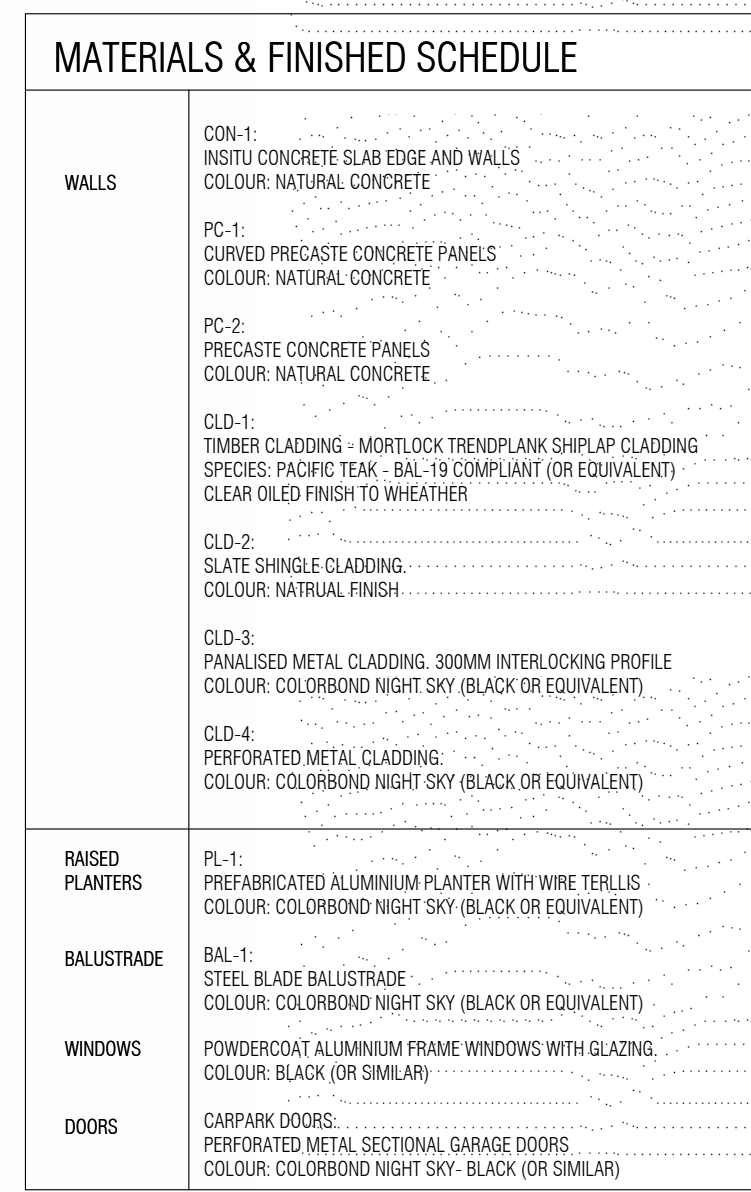 MATERIALS & FINISHED SCHEDULE
WALLS
CON-1:
INSITU CONCRETE SLAB EDGE AND WALLS
COLOUR: NATURAL CONCRETE
PC-1:
CURVED PRECASTE CONCRETE PANELS
COLOUR: NATURAL CONCRETE
PC-2:
PRECASTE CONCRETE PANELS
COLOUR: NATURAL CONCRETE
CLD-1:
TIMBER CLADDING - MORTLOCK TRENDPLANK SHIPLAP CLADDING
SPECIES: PACIFIC TEAK - BAL-19 COMPLIANT (OR EQUIVALENT)
CLEAR OILED FINISH TO WHEATHER
CLD-2:
SLATE SHINGLE CLADDING.
COLOUR: NATRUAL FINISH
CLD-3:
PANALISED METAL CLADDING. 300MM INTERLOCKING PROFILE
COLOUR: COLORBOND NIGHT SKY (BLACK OR EQUIVALENT)
CLD-4:
PERFORATED METAL CLADDING.
COLOUR: COLORBOND NIGHT SKY (BLACK OR EQUIVALENT)
RAISED
PLANTERS
PL-1:
PREFABRICATED ALUMINIUM PLANTER WITH WIRE TERLLIS
COLOUR: COLORBOND NIGHT SKY (BLACK OR EQUIVALENT)
BALUSTRADE
BAL-1:
STEEL BLADE BALUSTRADE
COLOUR: COLORBOND NIGHT SKY (BLACK OR EQUIVALENT)
WINDOWS
POWDERCOAT ALUMINIUM FRAME WINDOWS WITH GLAZING.
COLOUR: BLACK (OR SIMILAR)
DOORS
CARPARK DOORS:
PERFORATED METAL SECTIONAL GARAGE DOORS
COLOUR: COLORBOND NIGHT SKY- BLACK (OR SIMILAR)